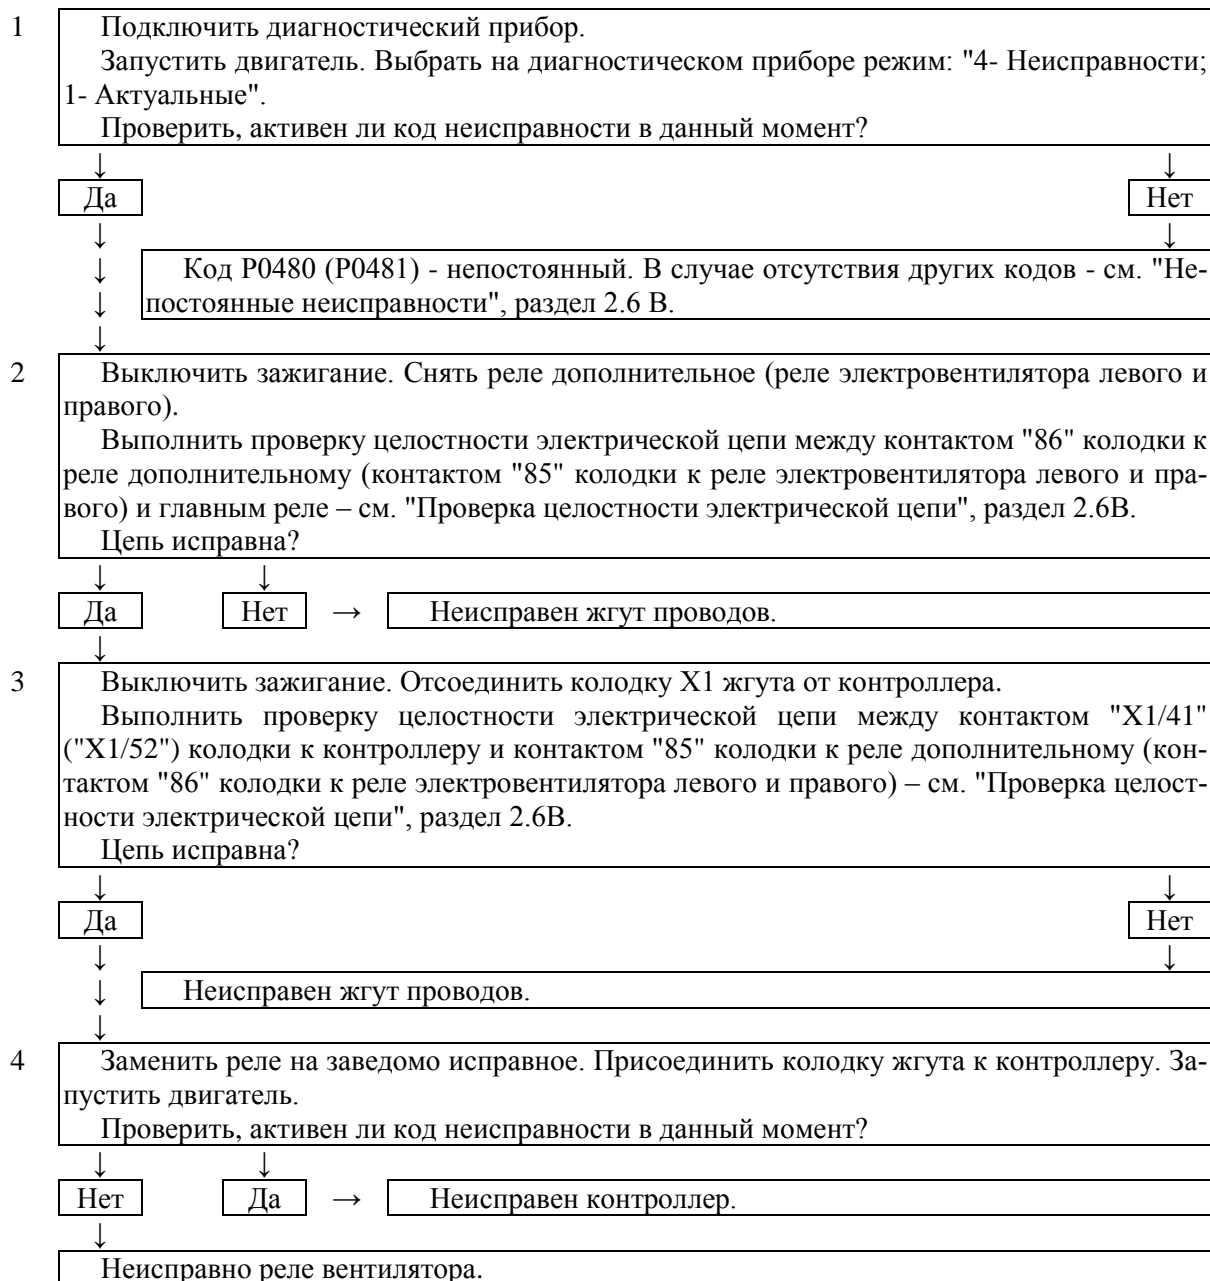 1 Подключить диагностический прибор.
Запустить двигатель. Выбрать на диагностическом приборе режим: "4- Неисправности;
1- Актуальные".
Проверить, активен ли код неисправности в данный момент?
↓ ↓
Да Нет
↓ ↓
↓ Код Р0480 (Р0481) - непостоянный. В случае отсутствия других кодов - см. "Не-
↓ постоянные неисправности", раздел 2.6 В.
↓
2 Выключить зажигание. Снять реле дополнительное (реле электровентилятора левого и
правого).
Выполнить проверку целостности электрической цепи между контактом "86" колодки к
реле дополнительному (контактом "85" колодки к реле электровентилятора левого и пра-
вого) и главным реле – см. "Проверка целостности электрической цепи", раздел 2.6В.
Цепь исправна?
↓ ↓
Да Нет → Неисправен жгут проводов.
↓
3 Выключить зажигание. Отсоединить колодку Х1 жгута от контроллера.
Выполнить проверку целостности электрической цепи между контактом "Х1/41"
("Х1/52") колодки к контроллеру и контактом "85" колодки к реле дополнительному (кон-
тактом "86" колодки к реле электровентилятора левого и правого) – см. "Проверка целост-
ности электрической цепи", раздел 2.6В.
Цепь исправна?
↓ ↓
Да Нет
↓ ↓
↓ Неисправен жгут проводов.
↓
4 Заменить реле на заведомо исправное. Присоединить колодку жгута к контроллеру. За-
пустить двигатель.
Проверить, активен ли код неисправности в данный момент?
↓ ↓
Нет Да → Неисправен контроллер.
↓
Неисправно реле вентилятора.